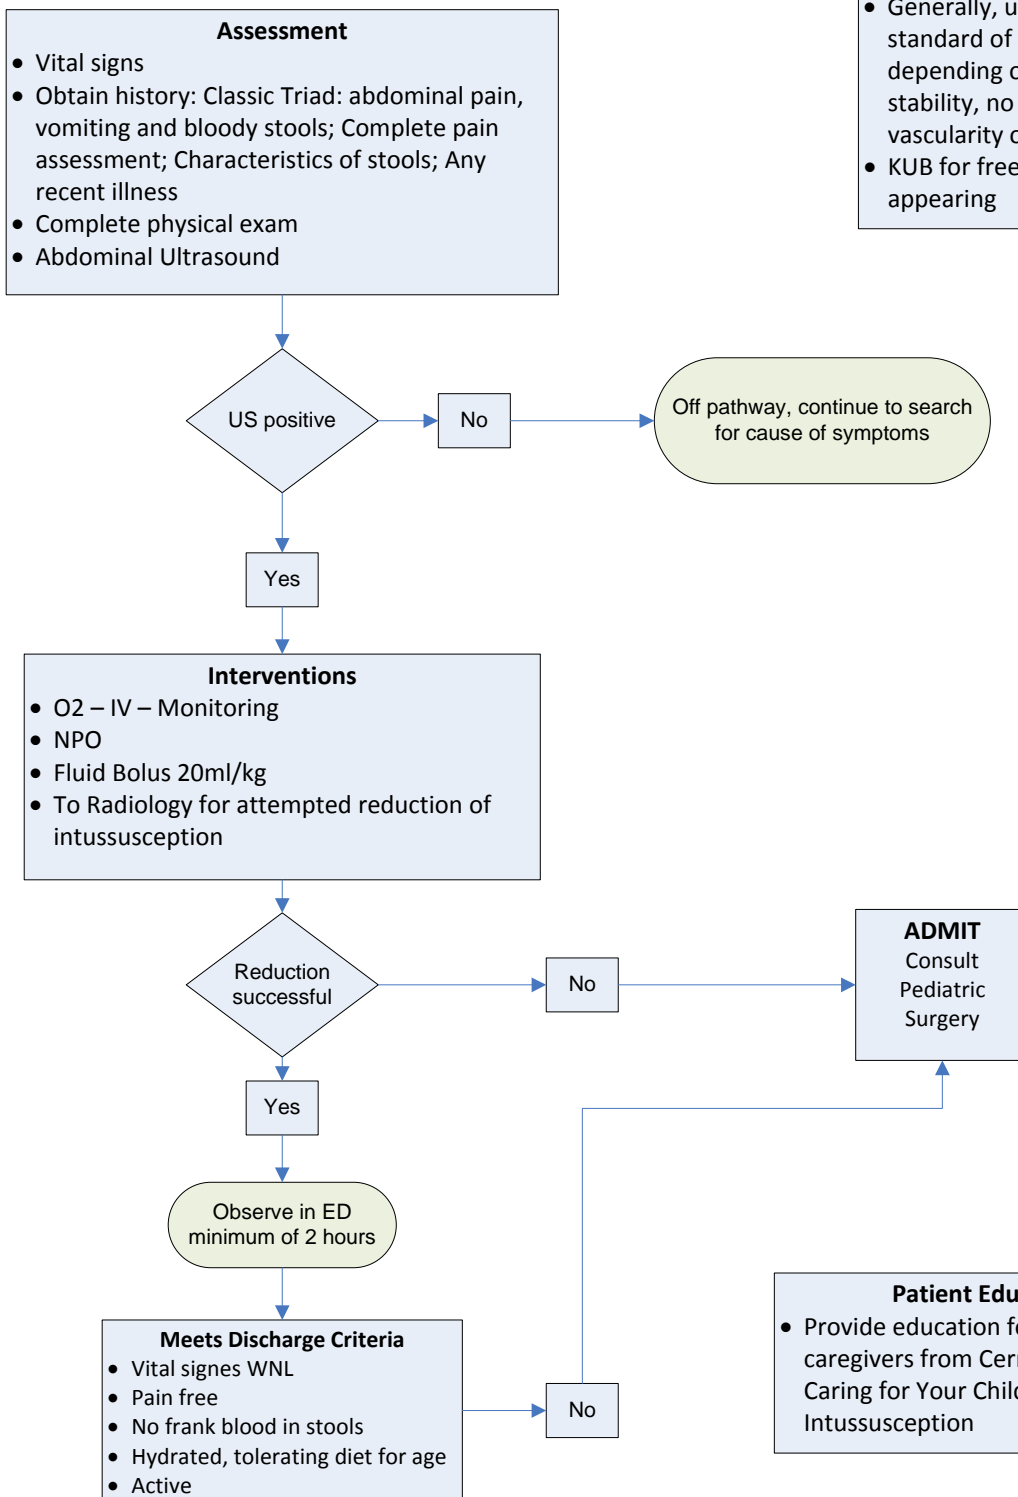 Assessment
• Vital signs
• Obtain history: Classic Triad: abdominal pain,
vomiting and bloody stools; Complete pain
assessment; Characteristics of stools; Any
recent illness
• Complete physical exam
• Abdominal Ultrasound
• Generally, u
standard of
depending o
stability, no
vascularity o
• KUB for free
appearing
US positive
No
Off pathway, continue to search
for cause of symptoms
Yes
Interventions
• O2 – IV – Monitoring
• NPO
• Fluid Bolus 20ml/kg
• To Radiology for attempted reduction of
intussusception
Reduction
successful
No
ADMIT
Consult
Pediatric
Surgery
Yes
Observe in ED
minimum of 2 hours
Meets Discharge Criteria
• Vital signes WNL
• Pain free
• No frank blood in stools
• Hydrated, tolerating diet for age
• Active
No
Patient Edu
• Provide education fo
caregivers from Cer
Caring for Your Child
Intussusception